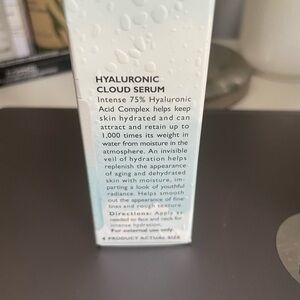 HYALURONIC
CLOUD SERUM
Intense 75% Hyaluronic
Acid Complex helps keep
skin hydrated and can
attract and retain up to
1,000 times its weight in
water from moisture in the
atmosphere. An invisible
veil of hydration helps
replenish the appearance
of aging and dehydrated
skin with moisture, im-
parting a look of youthful
radiance. Helps smooth
out the appearance of fine
lines and rough texture.
Directions: Apply as
needed to face and neck for
intense hydration.
For external use only.
PRODUCT ACTUAL SIZE